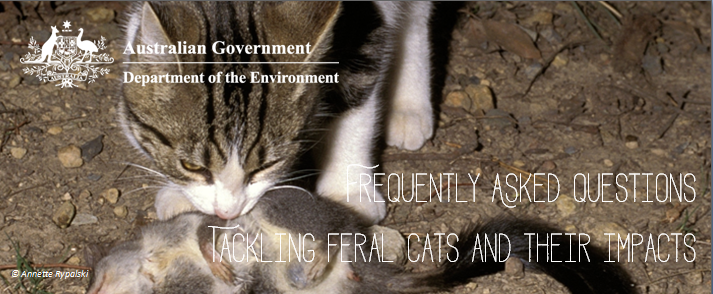 Australian Government
Department of the Environment
FREQUENTLY ASKED QUESTIONS
TACKLING FERAL CATS AND THEIR IMPACTS
© Annette Rypalski